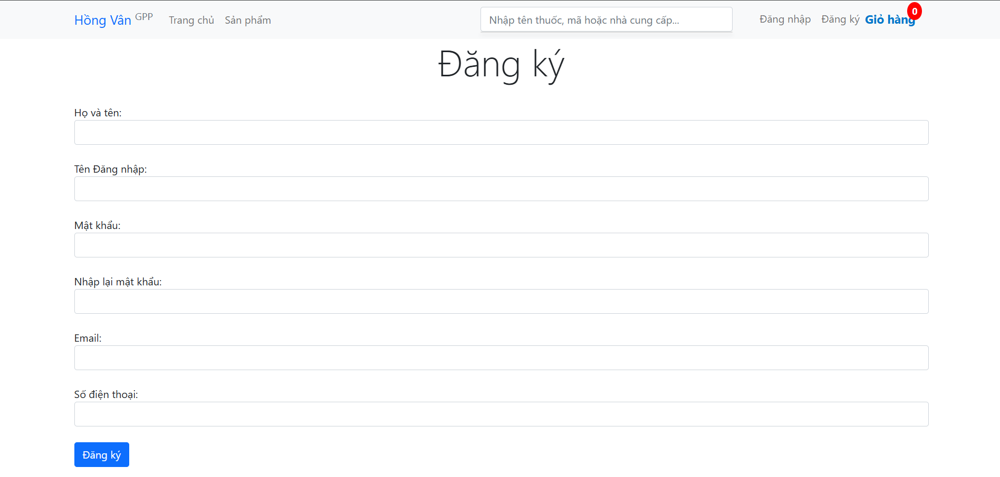 Hồng Vân GPP Trang chủ Sản phẩm Nhập tên thuốc, mã hoặc nhà cung cấp... Đăng nhập Đăng ký Giỏ hàng 0
Đăng ký
Họ và tên:
Tên Đăng nhập:
Mật khẩu:
Nhập lại mật khẩu:
Email:
Số điện thoại:
Đăng ký